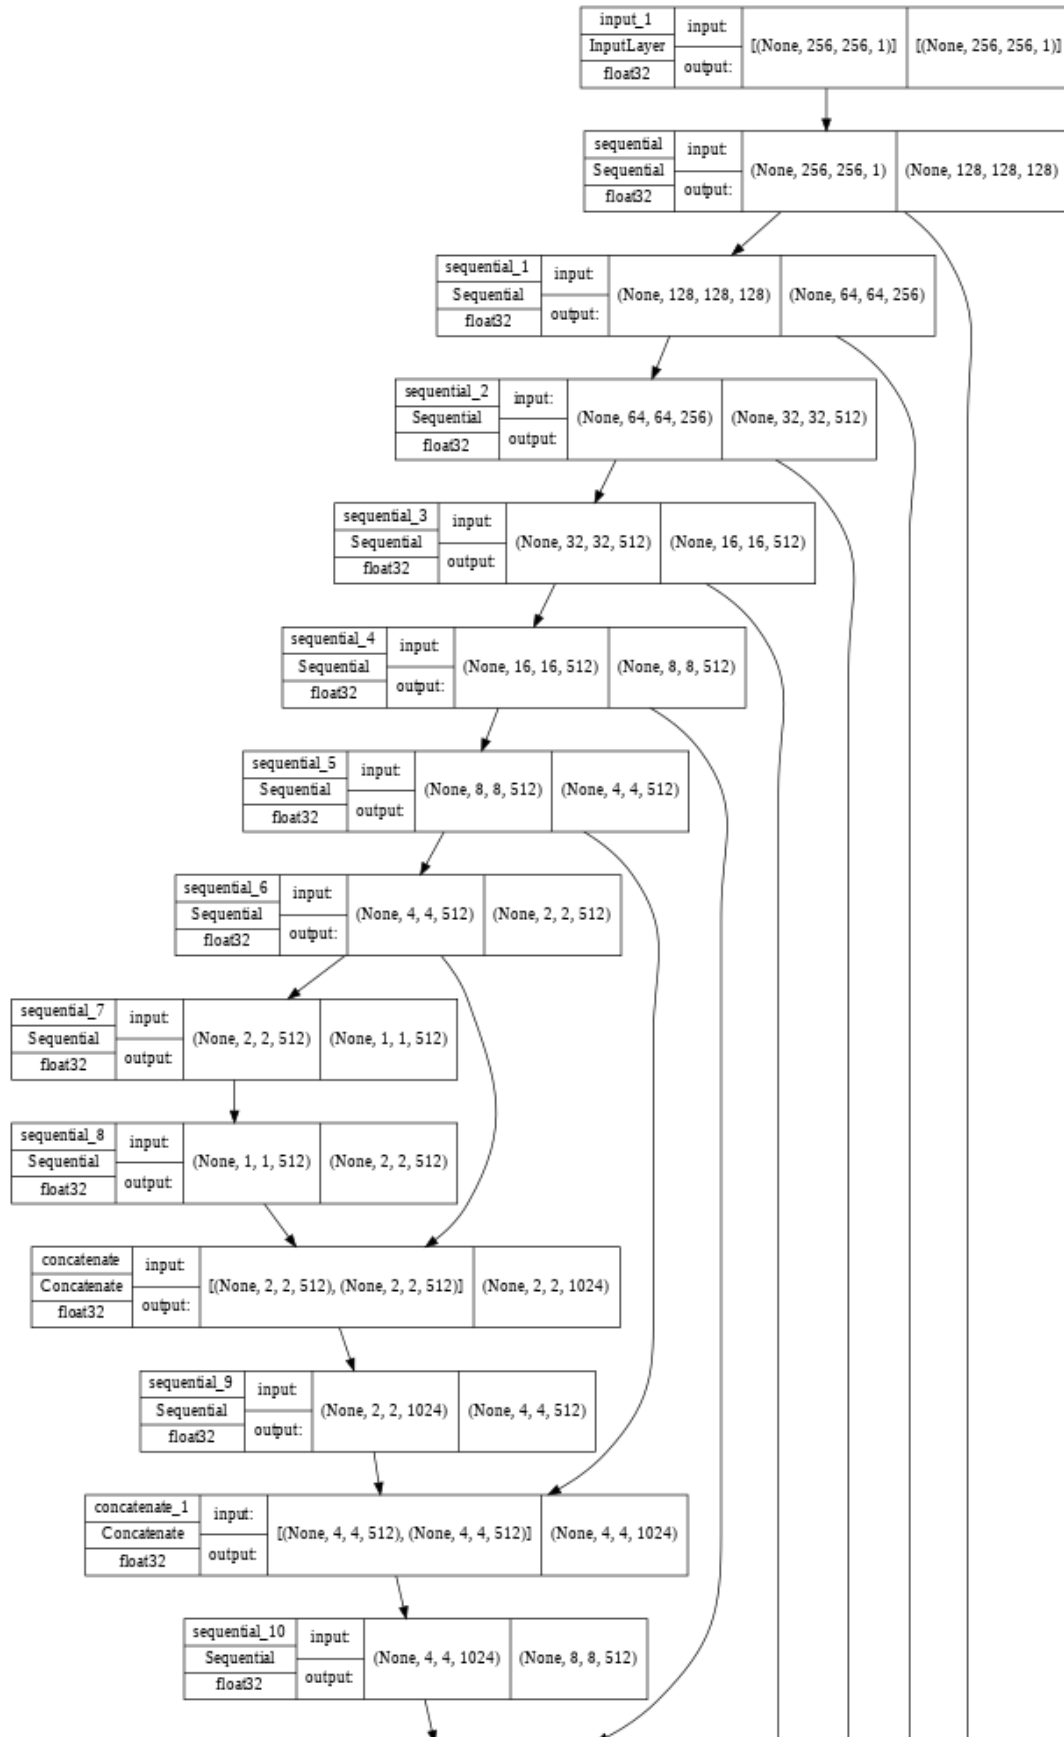 input_1
InputLayer
float32
input:
output:
[(None, 256, 256, 1)]
[(None, 256, 256, 1)]
sequential
Sequential
float32
input:
output:
(None, 256, 256, 1)
(None, 128, 128, 128)
sequential_1
Sequential
float32
input:
output:
(None, 128, 128, 128)
(None, 64, 64, 256)
sequential_2
Sequential
float32
input:
output:
(None, 64, 64, 256)
(None, 32, 32, 512)
sequential_3
Sequential
float32
input:
output:
(None, 32, 32, 512)
(None, 16, 16, 512)
sequential_4
Sequential
float32
input:
output:
(None, 16, 16, 512)
(None, 8, 8, 512)
sequential_5
Sequential
float32
input:
output:
(None, 8, 8, 512)
(None, 4, 4, 512)
sequential_6
Sequential
float32
input:
output:
(None, 4, 4, 512)
(None, 2, 2, 512)
sequential_7
Sequential
float32
input:
output:
(None, 2, 2, 512)
(None, 1, 1, 512)
sequential_8
Sequential
float32
input:
output:
(None, 1, 1, 512)
(None, 2, 2, 512)
concatenate
Concatenate
float32
input:
output:
[(None, 2, 2, 512), (None, 2, 2, 512)]
(None, 2, 2, 1024)
sequential_9
Sequential
float32
input:
output:
(None, 2, 2, 1024)
(None, 4, 4, 512)
concatenate_1
Concatenate
float32
input:
output:
[(None, 4, 4, 512), (None, 4, 4, 512)]
(None, 4, 4, 1024)
sequential_10
Sequential
float32
input:
output:
(None, 4, 4, 1024)
(None, 8, 8, 512)